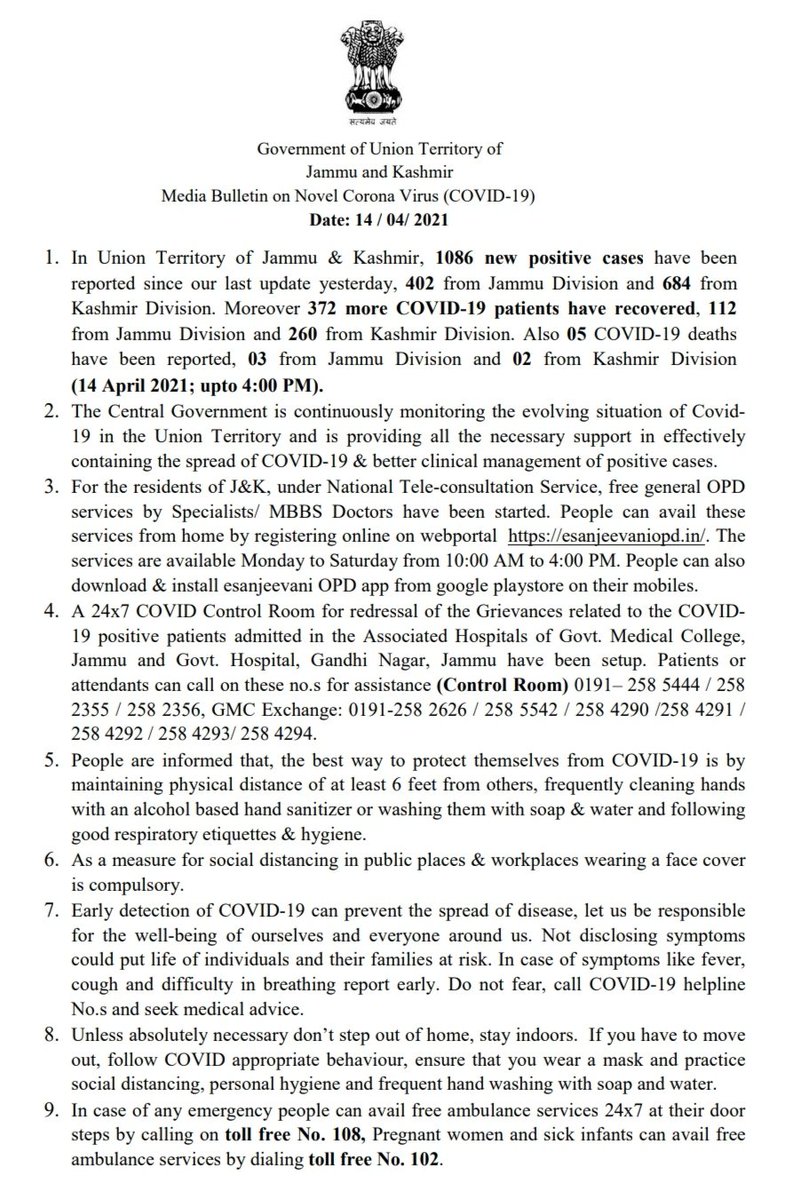 सत्यमेव जयते
Government of Union Territory of
Jammu and Kashmir
Media Bulletin on Novel Corona Virus (COVID-19)
Date: 14 / 04/ 2021
1. In Union Territory of Jammu & Kashmir, 1086 new positive cases have been
reported since our last update yesterday, 402 from Jammu Division and 684 from
Kashmir Division. Moreover 372 more COVID-19 patients have recovered, 112
from Jammu Division and 260 from Kashmir Division. Also 05 COVID-19 deaths
have been reported, 03 from Jammu Division and 02 from Kashmir Division
(14 April 2021; upto 4:00 PM).
2. The Central Government is continuously monitoring the evolving situation of Covid-
19 in the Union Territory and is providing all the necessary support in effectively
containing the spread of COVID-19 & better clinical management of positive cases.
3. For the residents of J&K, under National Tele-consultation Service, free general OPD
services by Specialists/ MBBS Doctors have been started. People can avail these
services from home by registering online on webportal https://esanjeevaniopd.in/. The
services are available Monday to Saturday from 10:00 AM to 4:00 PM. People can also
download & install esanjeevani OPD app from google playstore on their mobiles.
4. A 24x7 COVID Control Room for redressal of the Grievances related to the COVID-
19 positive patients admitted in the Associated Hospitals of Govt. Medical College,
Jammu and Govt. Hospital, Gandhi Nagar, Jammu have been setup. Patients or
attendants can call on these no.s for assistance (Control Room) 0191– 258 5444 / 258
2355 / 258 2356, GMC Exchange: 0191-258 2626 / 258 5542 / 258 4290 /258 4291 /
258 4292 / 258 4293/ 258 4294.
5. People are informed that, the best way to protect themselves from COVID-19 is by
maintaining physical distance of at least 6 feet from others, frequently cleaning hands
with an alcohol based hand sanitizer or washing them with soap & water and following
good respiratory etiquettes & hygiene.
6. As a measure for social distancing in public places & workplaces wearing a face cover
is compulsory.
7. Early detection of COVID-19 can prevent the spread of disease, let us be responsible
for the well-being of ourselves and everyone around us. Not disclosing symptoms
could put life of individuals and their families at risk. In case of symptoms like fever,
cough and difficulty in breathing report early. Do not fear, call COVID-19 helpline
No.s and seek medical advice.
8. Unless absolutely necessary don’t step out of home, stay indoors. If you have to move
out, follow COVID appropriate behaviour, ensure that you wear a mask and practice
social distancing, personal hygiene and frequent hand washing with soap and water.
9. In case of any emergency people can avail free ambulance services 24x7 at their door
steps by calling on toll free No. 108, Pregnant women and sick infants can avail free
ambulance services by dialing toll free No. 102.